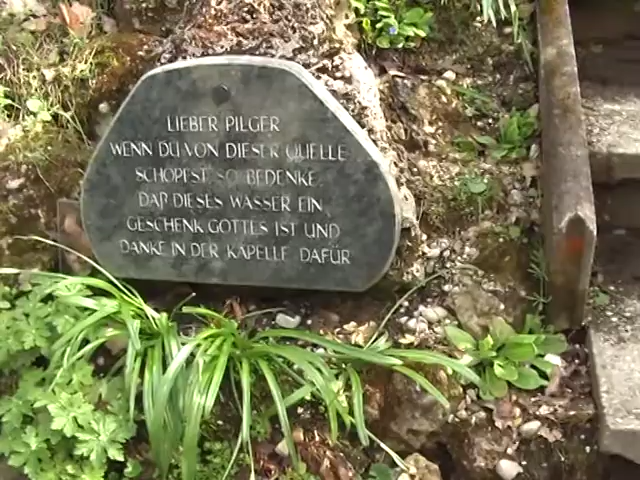 LIEBER PILGER
WENN DU VON DIESER QUELLE
SCHÖPFST SO BEDENKE,
DAß DIESES WASSER EIN
GESCHENK GOTTES IST UND
DANKE IN DER KAPELLE DAFÜR